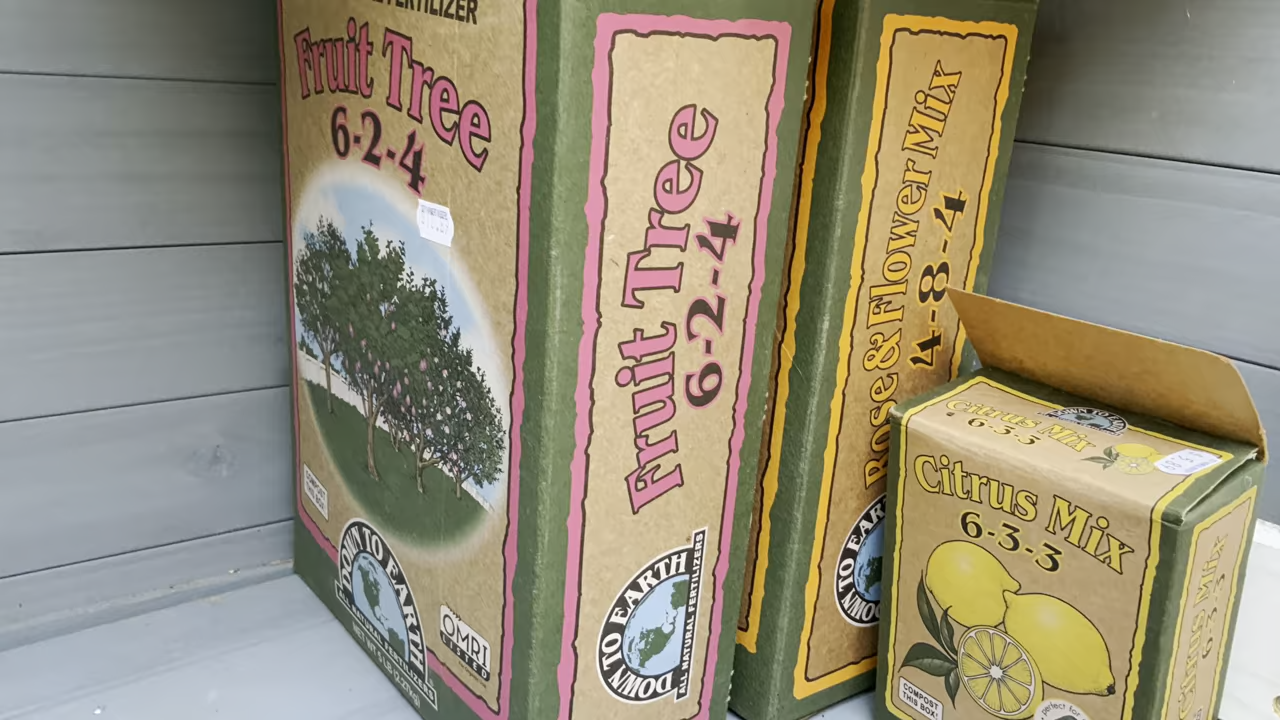 FERTILIZER
Fruit Tree
6-2-4
COMPOST
THIS BOX!
DOWN TO EARTH
ALL NATURAL FERTILIZERS
OMRI
LISTED
Fruit Tree
6-2-4
DOWN TO EARTH
ALL NATURAL FERTILIZERS
Rose & Flower Mix
4-8-4
DOWN TO EARTH
Citrus Mix
6-3-3
DOWN TO EARTH
Citrus Mix
6-3-3
COMPOST
THIS BOX!
perfect for
Citrus Mix
6-3-3